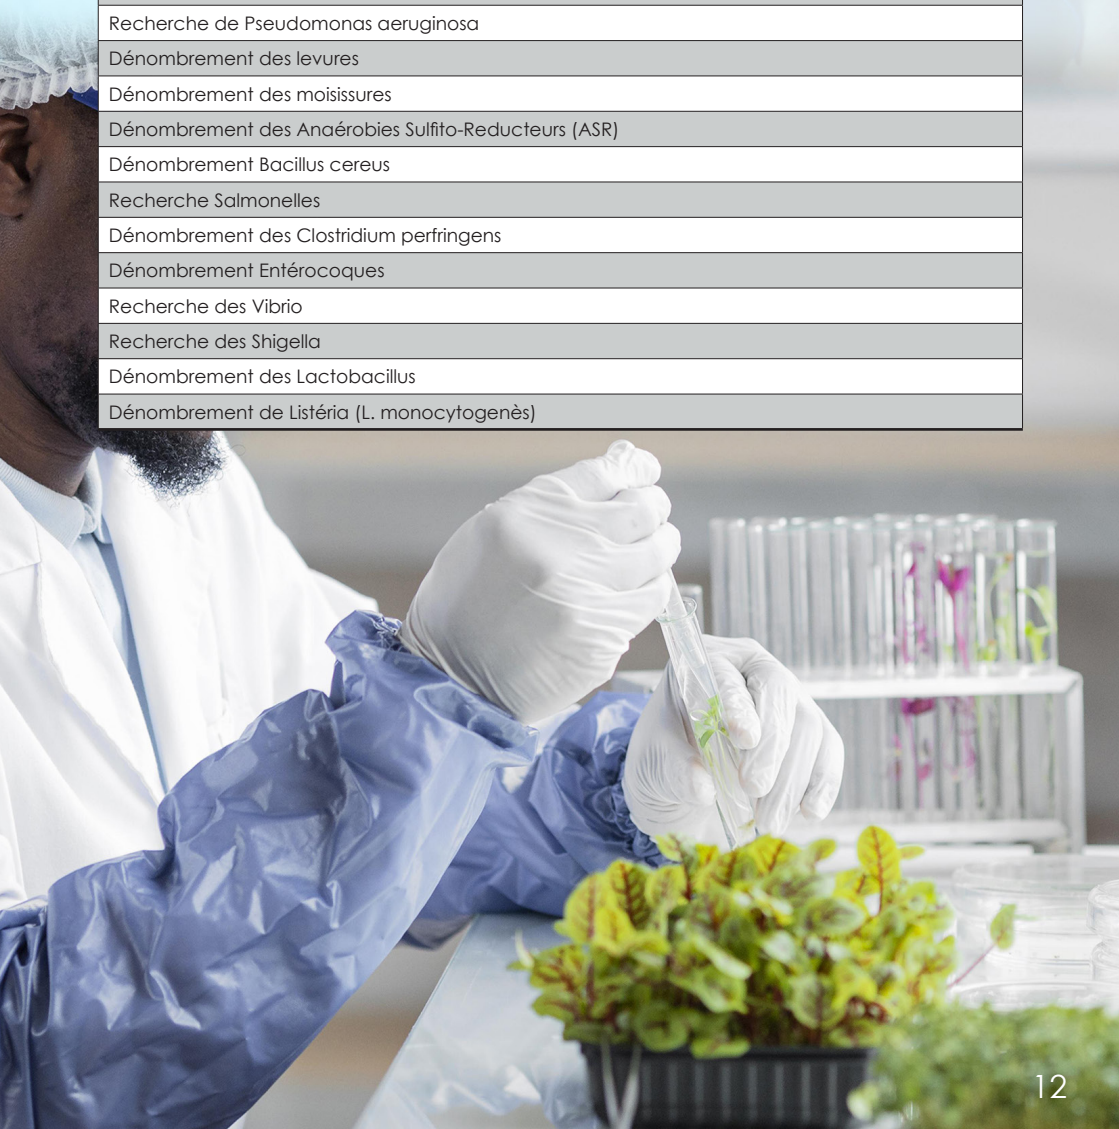 Recherche de Pseudomonas aeruginosa
Dénombrement des levures
Dénombrement des moisissures
Dénombrement des Anaérobies Sulfito-Reducteurs (ASR)
Dénombrement Bacillus cereus
Recherche Salmonelles
Dénombrement des Clostridium perfringens
Dénombrement Entérocoques
Recherche des Vibrio
Recherche des Shigella
Dénombrement des Lactobacillus
Dénombrement de Listéria (L. monocytogenès)
12